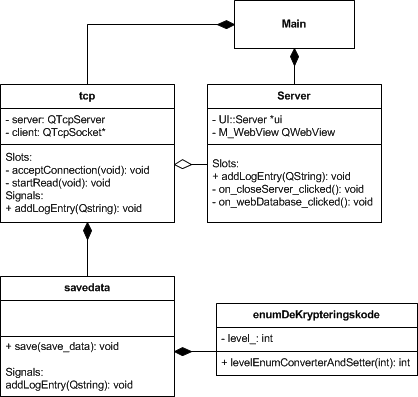 Main
tcp
- server: QTcpServer
- client: QTcpSocket*
Slots:
- acceptConnection(void): void
- startRead(void): void
Signals:
+ addLogEntry(Qstring): void
Server
- UI::Server *ui
- M_WebView QWebView
Slots:
+ addLogEntry(QString): void
- on_closeServer_clicked(): void
- on_webDatabase_clicked(): void
savedata
+ save(save_data): void
Signals:
addLogEntry(Qstring): void
enumDeKrypteringskode
- level_: int
+ levelEnumConverterAndSetter(int): int